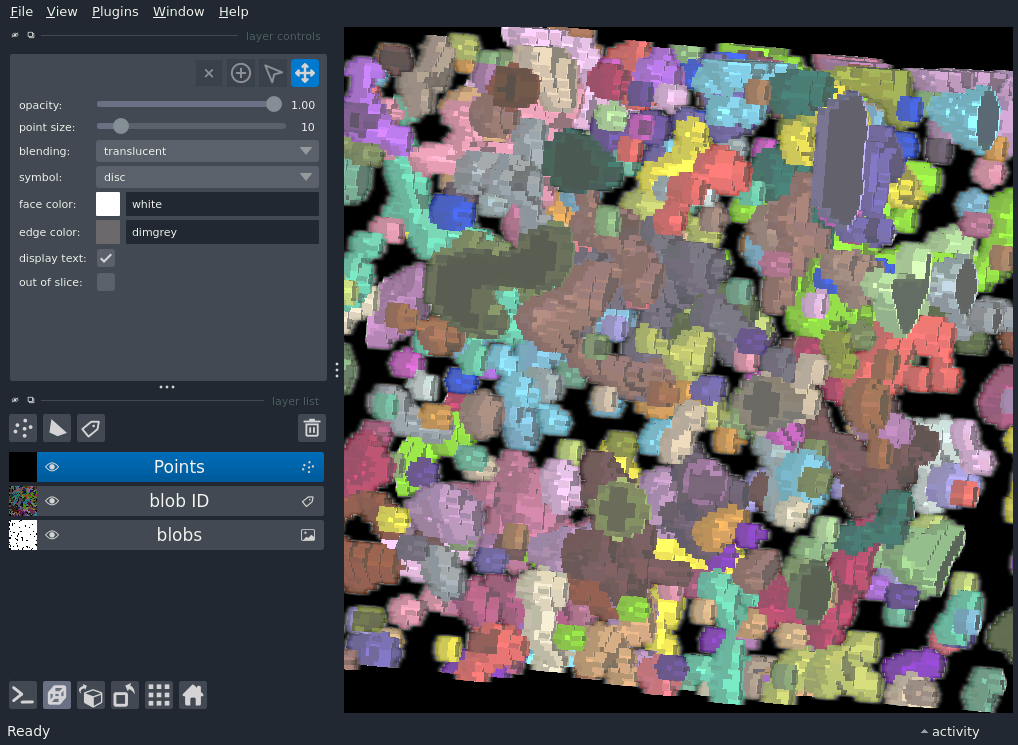 File View Plugins Window Help
layer controls
opacity: 1.00
point size: 10
blending: translucent
symbol: disc
face color: white
edge color: dimgrey
display text:
out of slice:
layer list
Points
blob ID
blobs
Ready activity